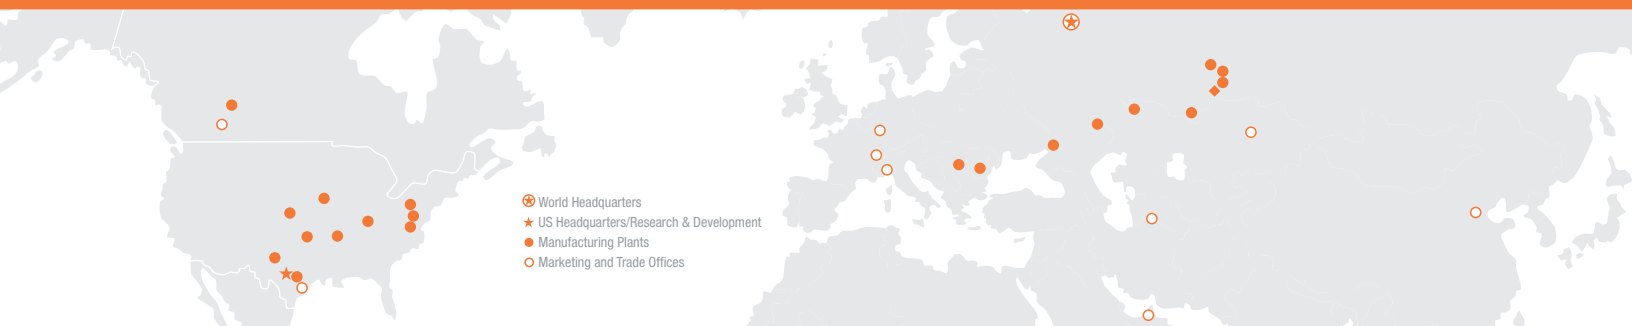 World Headquarters
US Headquarters/Research & Development
Manufacturing Plants
Marketing and Trade Offices